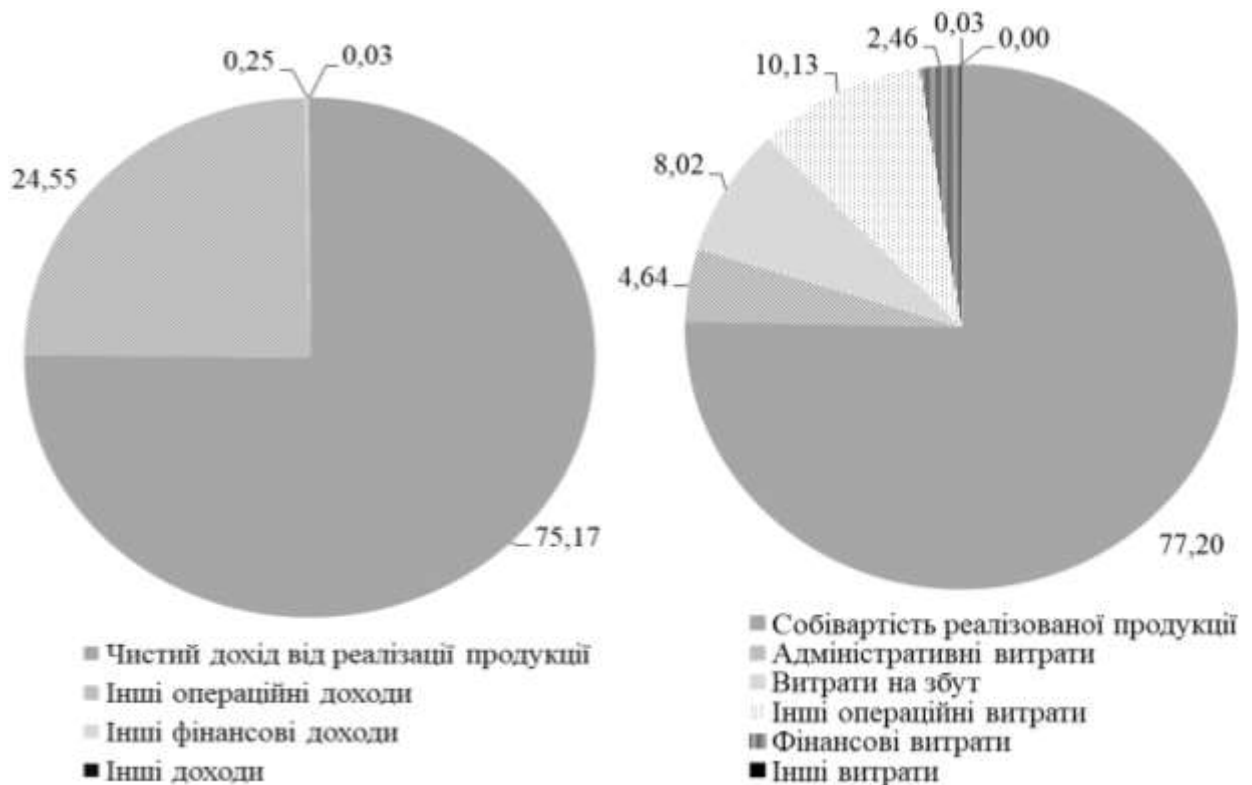 0,25
0,03
24,55
75,17
Чистий дохід від реалізації продукції
Інші операційні доходи
Інші фінансові доходи
Інші доходи
0,03
2,46
0,00
10,13
8,02
4,64
77,20
Собівартість реалізованої продукції
Адміністративні витрати
Витрати на збут
Інші операційні витрати
Фінансові витрати
Інші витрати